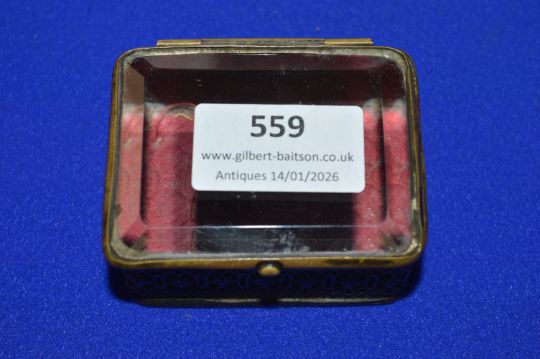 559
www.gilbert-baitson.co.uk
Antiques 14/01/2026